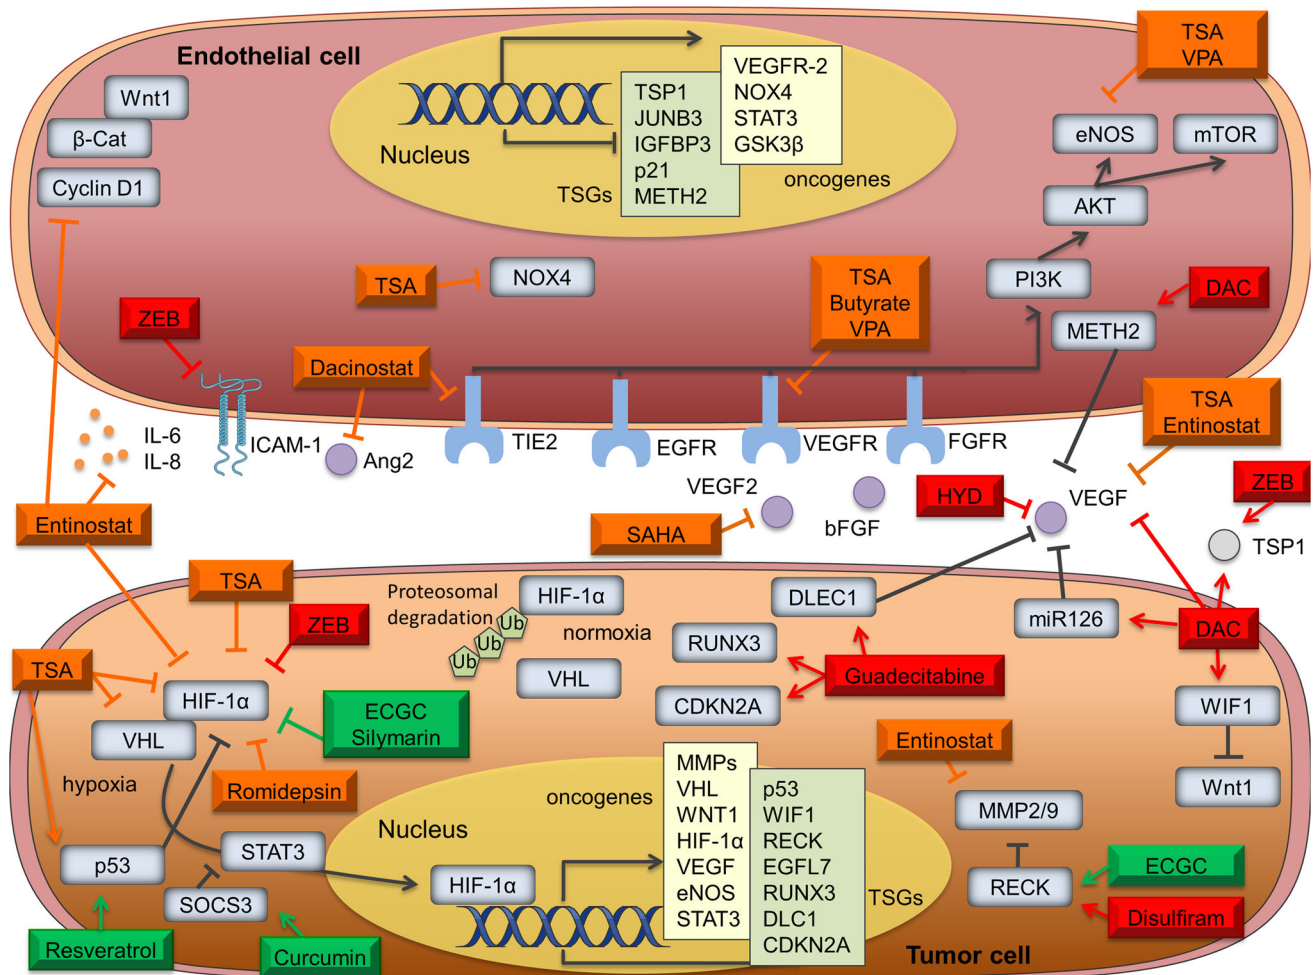 Endothelial cell
Wnt1
β-Cat
Cyclin D1
Nucleus
TSP1
JUNB3
IGFBP3
p21
METH2
TSGs
VEGFR-2
NOX4
STAT3
GSK3β
oncogenes
TSA
VPA
eNOS
mTOR
AKT
PI3K
DAC
METH2
TSA
NOX4
TSA
Butyrate
VPA
ZEB
Dacinostat
TSA
Entinostat
IL-6
IL-8
ICAM-1
Ang2
TIE2
EGFR
VEGFR
FGFR
VEGF2
bFGF
HYD
VEGF
ZEB
TSP1
Entinostat
SAHA
TSA
ZEB
Proteosomal
degradation
Ub
Ub
Ub
HIF-1α
normoxia
VHL
DLEC1
RUNX3
CDKN2A
Guadecitabine
miR126
DAC
WIF1
Wnt1
TSA
HIF-1α
VHL
hypoxia
ECGC
Silymarin
Romidepsin
Entinostat
MMP2/9
RECK
ECGC
Disulfiram
p53
STAT3
SOCS3
Resveratrol
Curcumin
Nucleus
HIF-1α
oncogenes
MMPs
VHL
WNT1
HIF-1α
VEGF
eNOS
STAT3
p53
WIF1
RECK
EGFL7
RUNX3
DLC1
CDKN2A
TSGs
Tumor cell